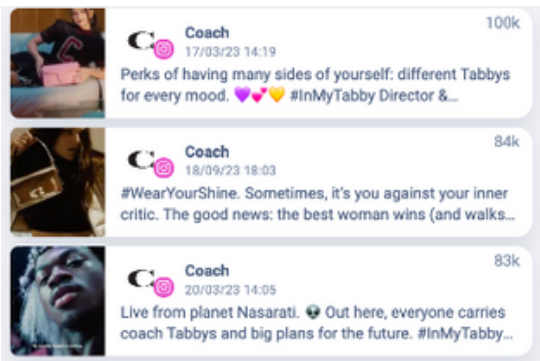 100k
Coach
17/03/23 14:19
Perks of having many sides of yourself: different Tabbys
for every mood. 💜💕💛 #InMyTabby Director &...
84k
Coach
18/09/23 18:03
#WearYourShine. Sometimes, it's you against your inner
critic. The good news: the best woman wins (and walks...
83k
Coach
20/03/23 14:05
Live from planet Nasarati. 👽 Out here, everyone carries
coach Tabbys and big plans for the future. #InMyTabby...